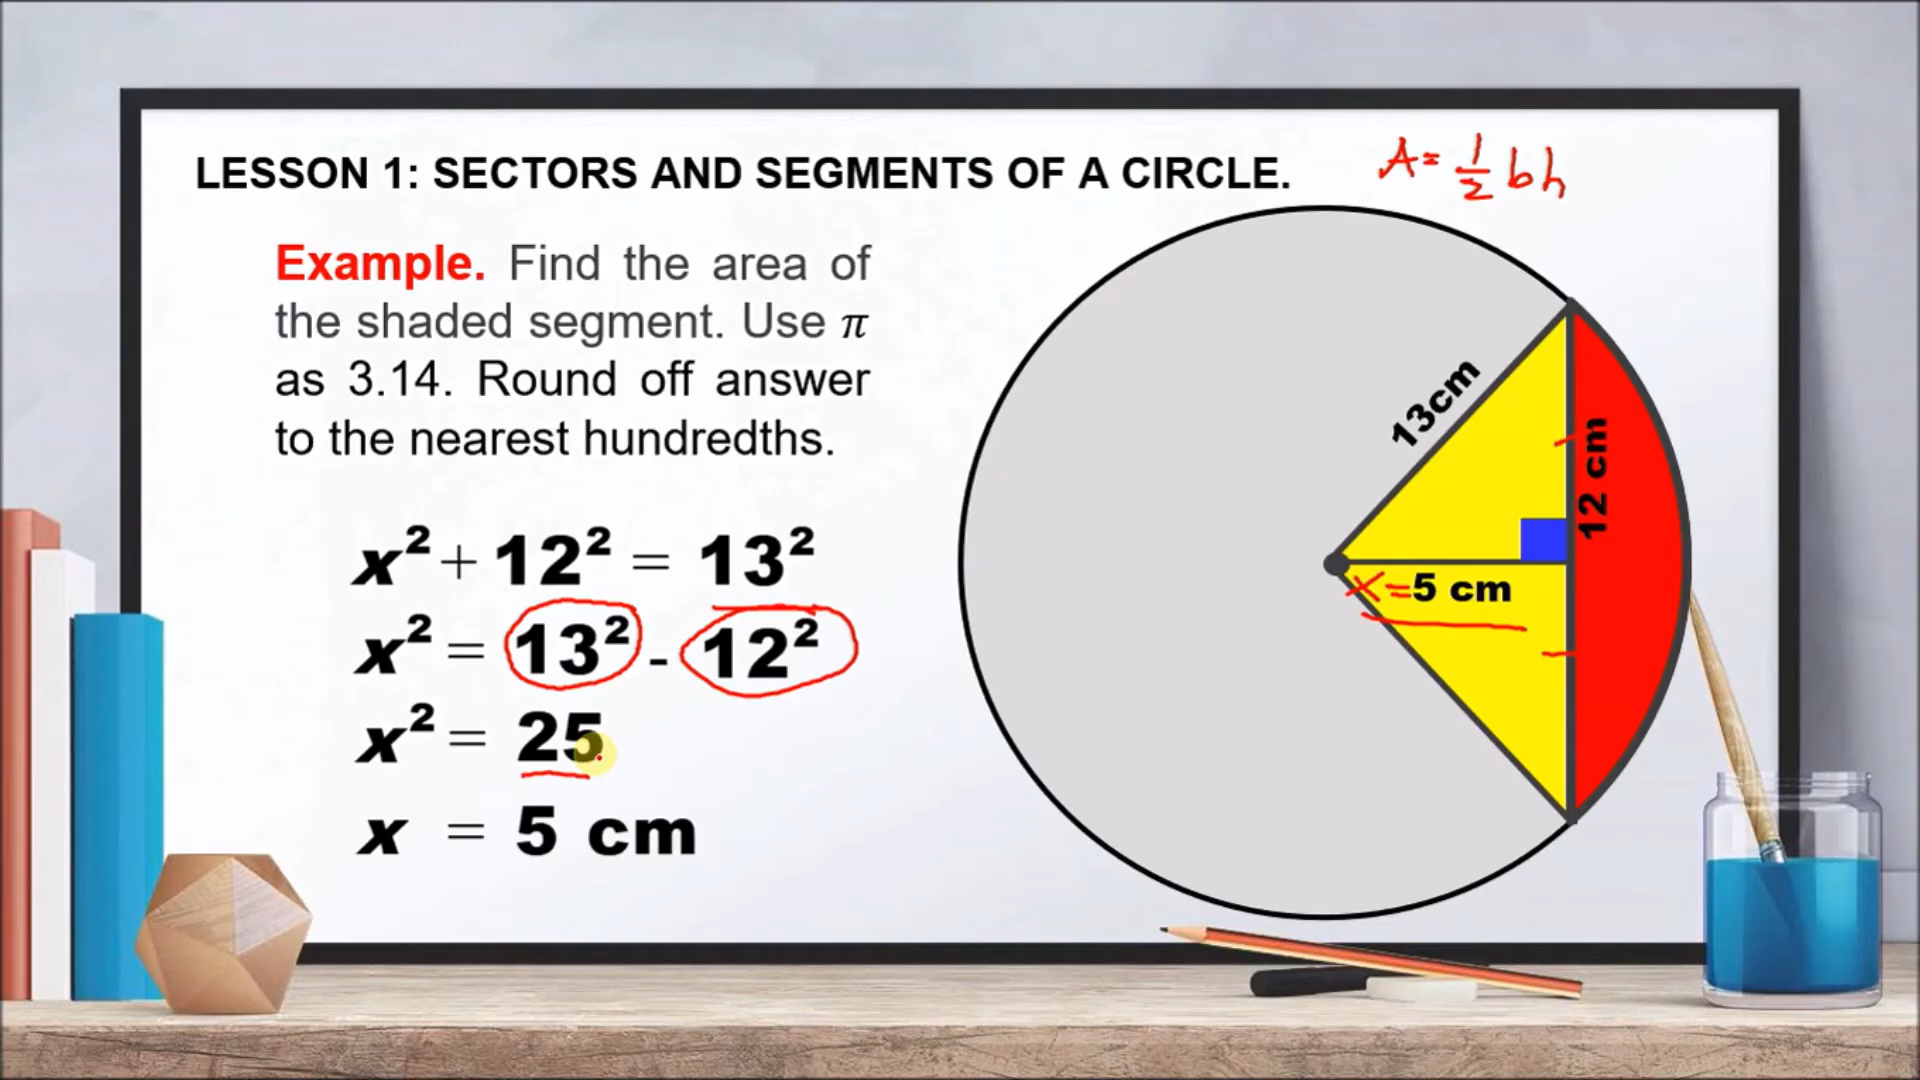 LESSON 1: SECTORS AND SEGMENTS OF A CIRCLE.
A = 1/2 bh
Example. Find the area of
the shaded segment. Use π
as 3.14. Round off answer
to the nearest hundredths.
x² + 12² = 13²
x² = 13² - 12²
x² = 25
x = 5 cm
13cm
12 cm
x=5 cm